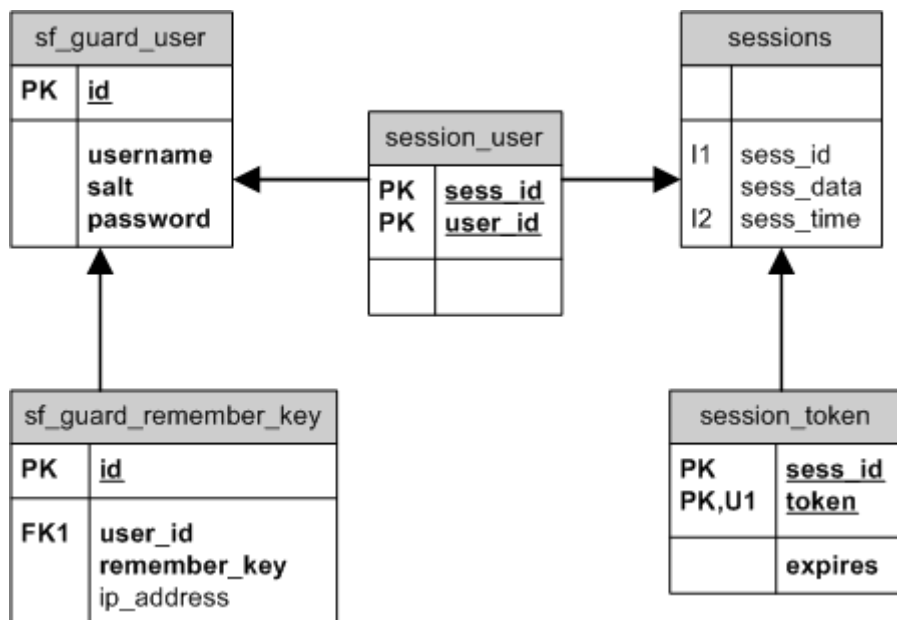 sf_guard_user
PK id
username
salt
password
session_user
PK sess_id
PK user_id
sessions
I1 sess_id
sess_data
I2 sess_time
sf_guard_remember_key
PK id
FK1 user_id
remember_key
ip_address
session_token
PK sess_id
PK,U1 token
expires